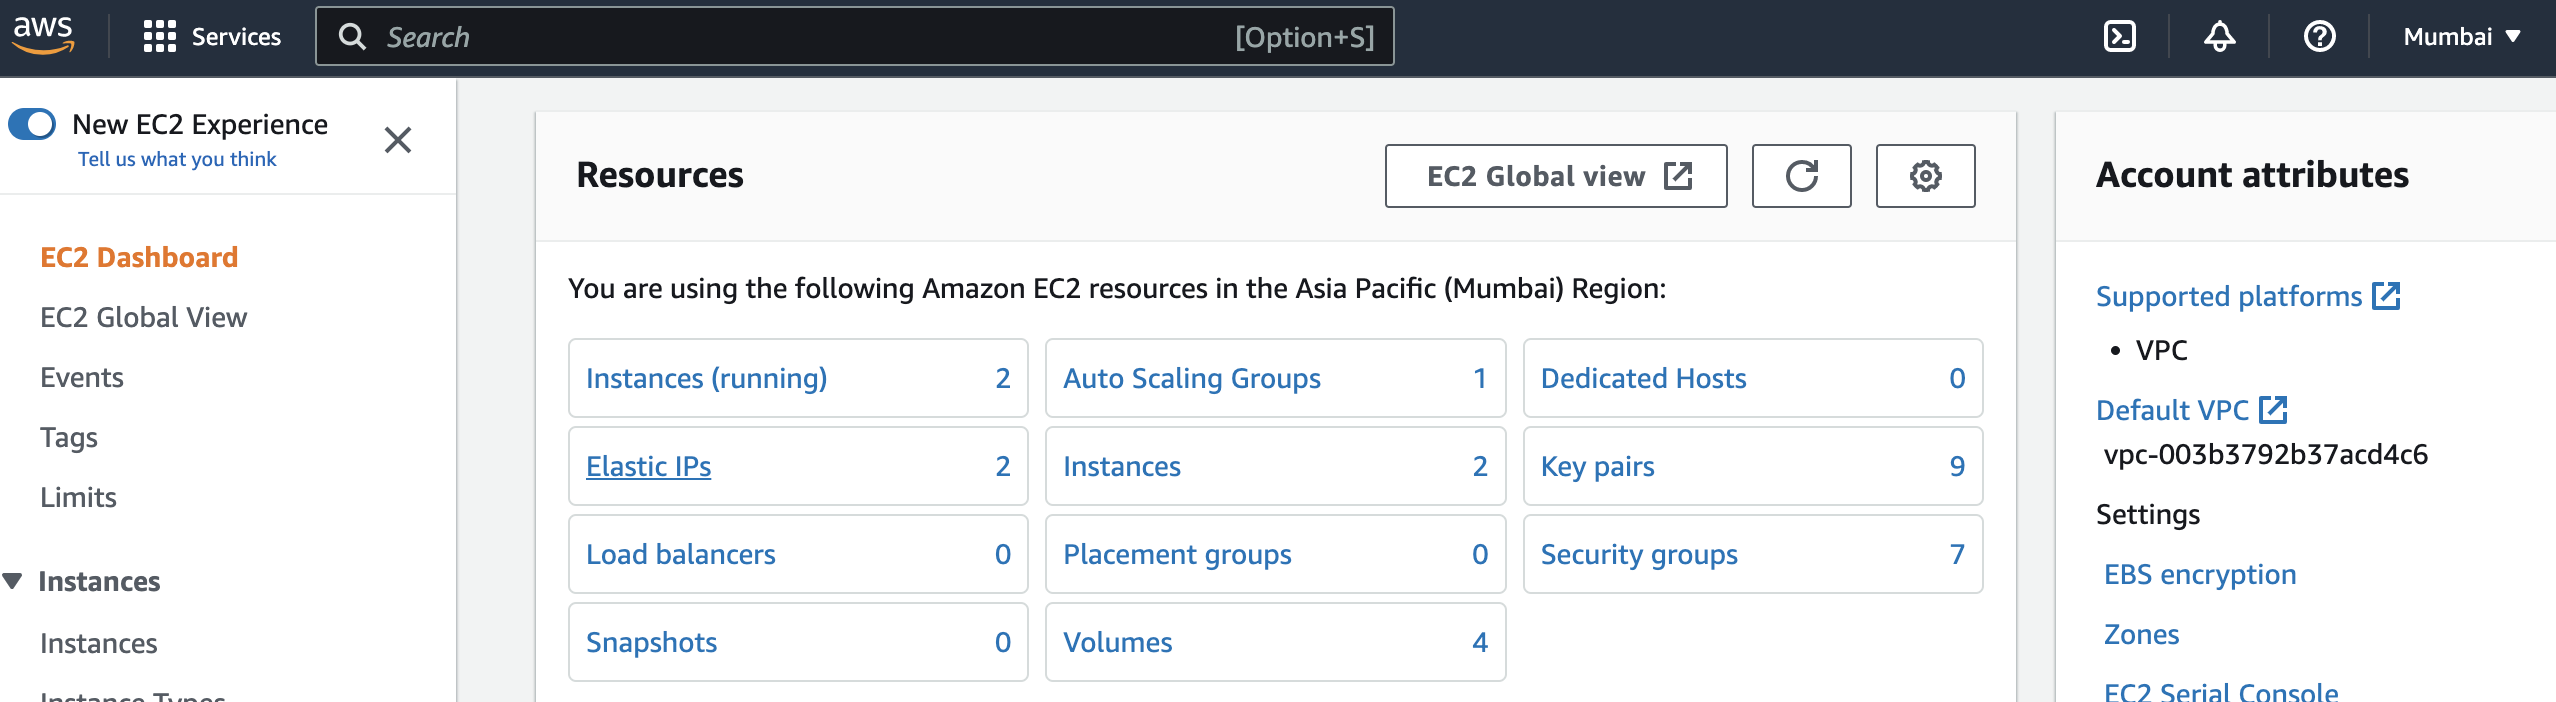 aws
Services
Search
[Option+S]
Mumbai
New EC2 Experience
Tell us what you think
EC2 Dashboard
EC2 Global View
Events
Tags
Limits
Instances
Instances
Instance Types
Resources
EC2 Global view
You are using the following Amazon EC2 resources in the Asia Pacific (Mumbai) Region:
Instances (running) 2
Auto Scaling Groups 1
Dedicated Hosts 0
Elastic IPs 2
Instances 2
Key pairs 9
Load balancers 0
Placement groups 0
Security groups 7
Snapshots 0
Volumes 4
Account attributes
Supported platforms
• VPC
Default VPC
vpc-003b3792b37acd4c6
Settings
EBS encryption
Zones
EC2 Serial Console